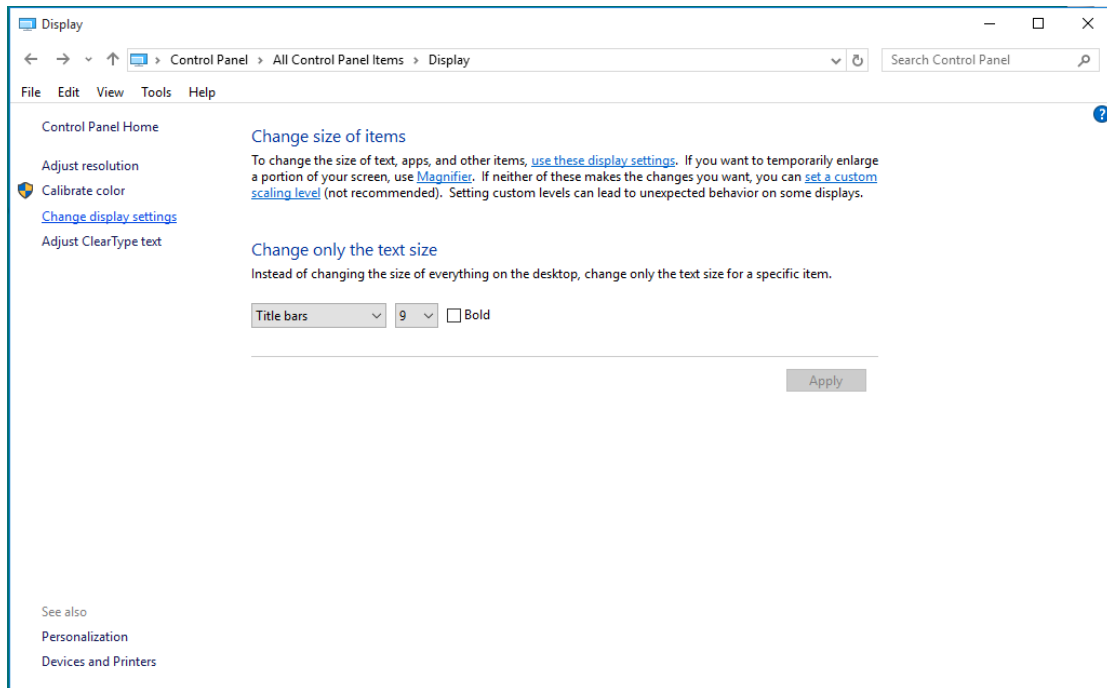 Display
Control Panel > All Control Panel Items > Display
Search Control Panel
File Edit View Tools Help
Control Panel Home
Adjust resolution
Calibrate color
Change display settings
Adjust ClearType text
Change size of items
To change the size of text, apps, and other items, use these display settings. If you want to temporarily enlarge
a portion of your screen, use Magnifier. If neither of these makes the changes you want, you can set a custom
scaling level (not recommended). Setting custom levels can lead to unexpected behavior on some displays.
Change only the text size
Instead of changing the size of everything on the desktop, change only the text size for a specific item.
Title bars 9 Bold
Apply
See also
Personalization
Devices and Printers